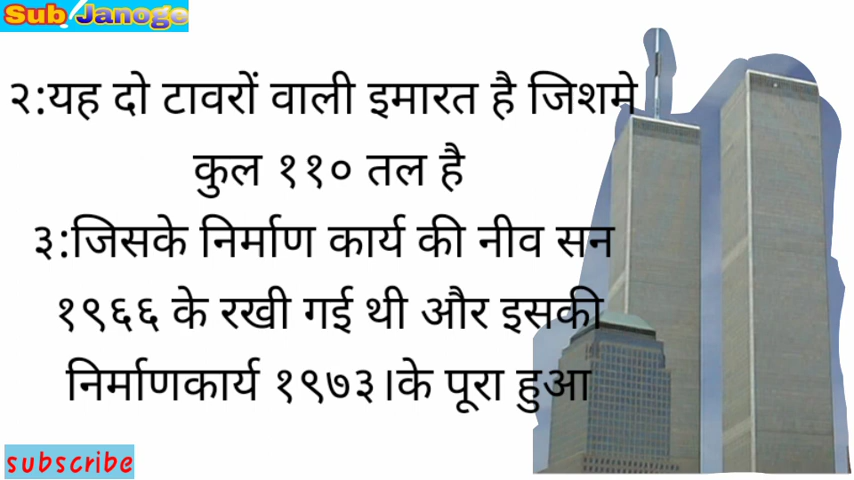 Sub Janogo
२:यह दो टावरों वाली इमारत है जिशमे
कुल ११० तल है
३:जिसके निर्माण कार्य की नीव सन
१९६६ के रखी गई थी और इसकी
निर्माणकार्य १९७३।के पूरा हुआ
subscribe